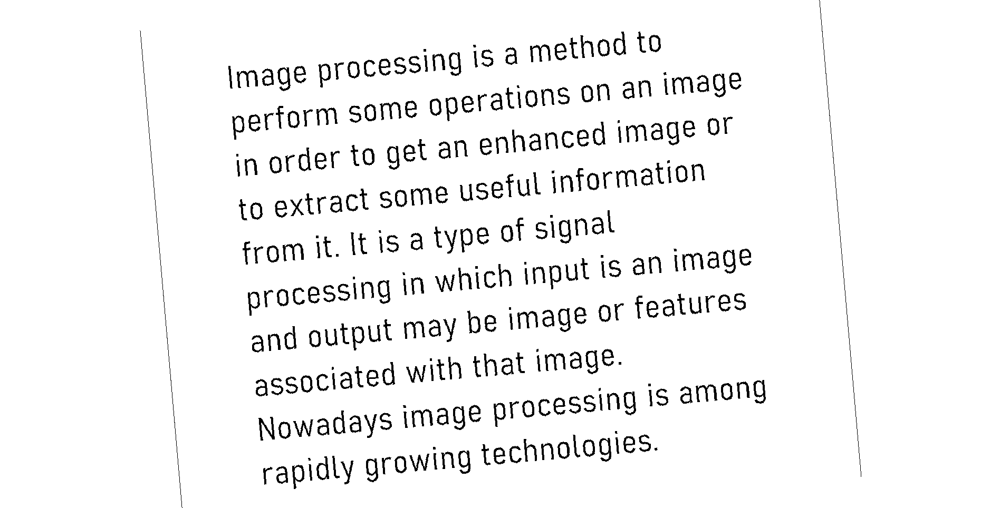 Image processing is a method to
perform some operations on an image
in order to get an enhanced image or
to extract some useful information
from it. It is a type of signal
processing in which input is an image
and output may be image or features
associated with that image.
Nowadays image processing is among
rapidly growing technologies.